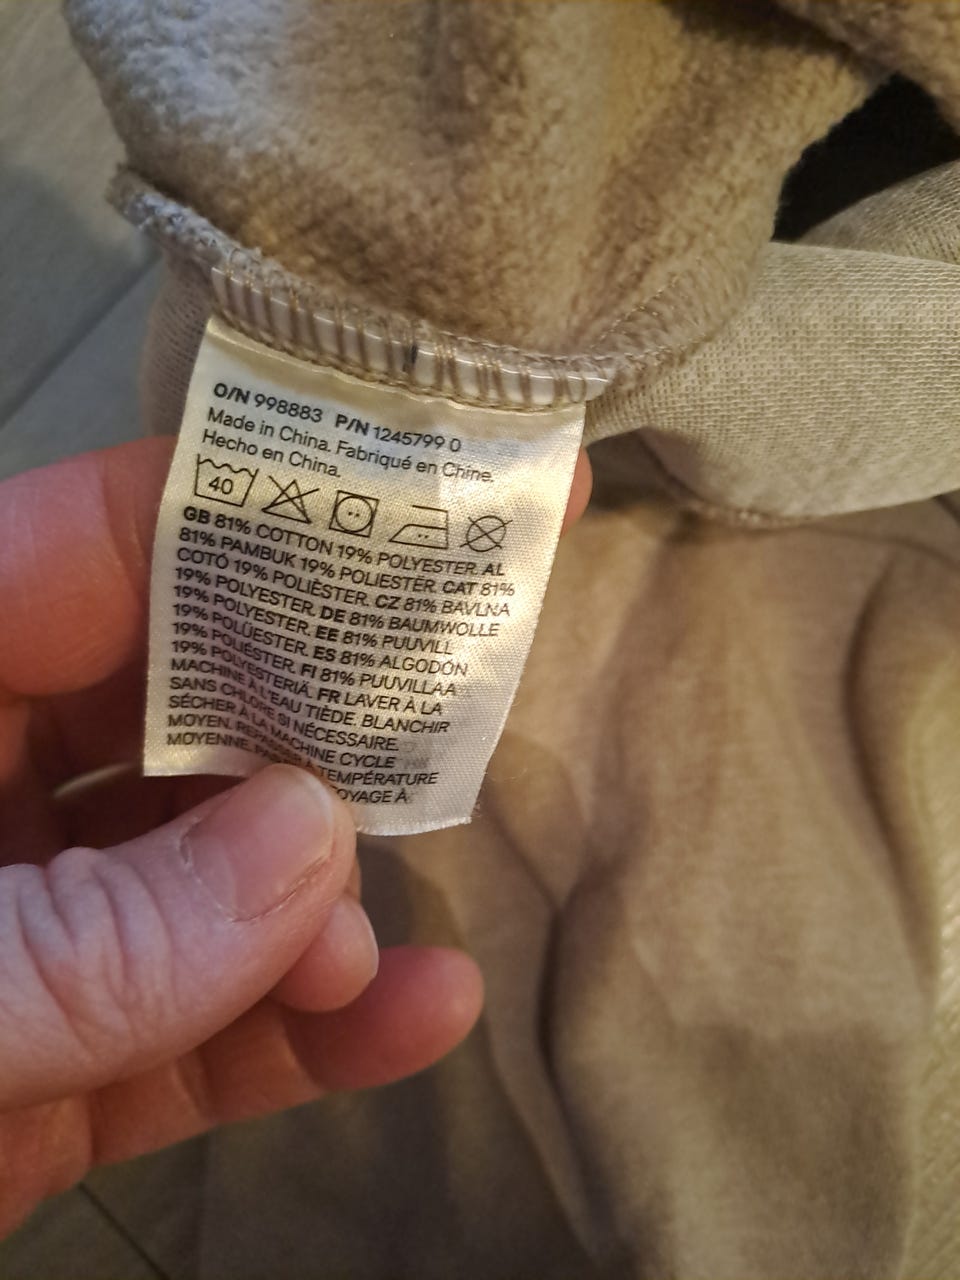 O/N 998883 P/N 1245799 0
Made in China. Fabriqué en Chine.
Hecho en China.
40
GB 81% COTTON 19% POLYESTER. AL
81% PAMBUK 19% POLIESTER. CAT 81%
COTÓ 19% POLIÈSTER. CZ 81% BAVLNA
19% POLYESTER. DE 81% BAUMWOLLE
19% POLYESTER. EE 81% PUUVILL
19% POLÜESTER. ES 81% ALGODÓN
19% POLIÉSTER. FI 81% PUUVILLAA
19% POLYESTERIÄ. FR LAVER À LA
MACHINE À L'EAU TIÈDE. BLANCHIR
SANS CHLORE SI NÉCESSAIRE.
SÉCHER À LA MACHINE CYCLE
MOYEN. REPASSER À TEMPÉRATURE
MOYENNE. OYAGE À